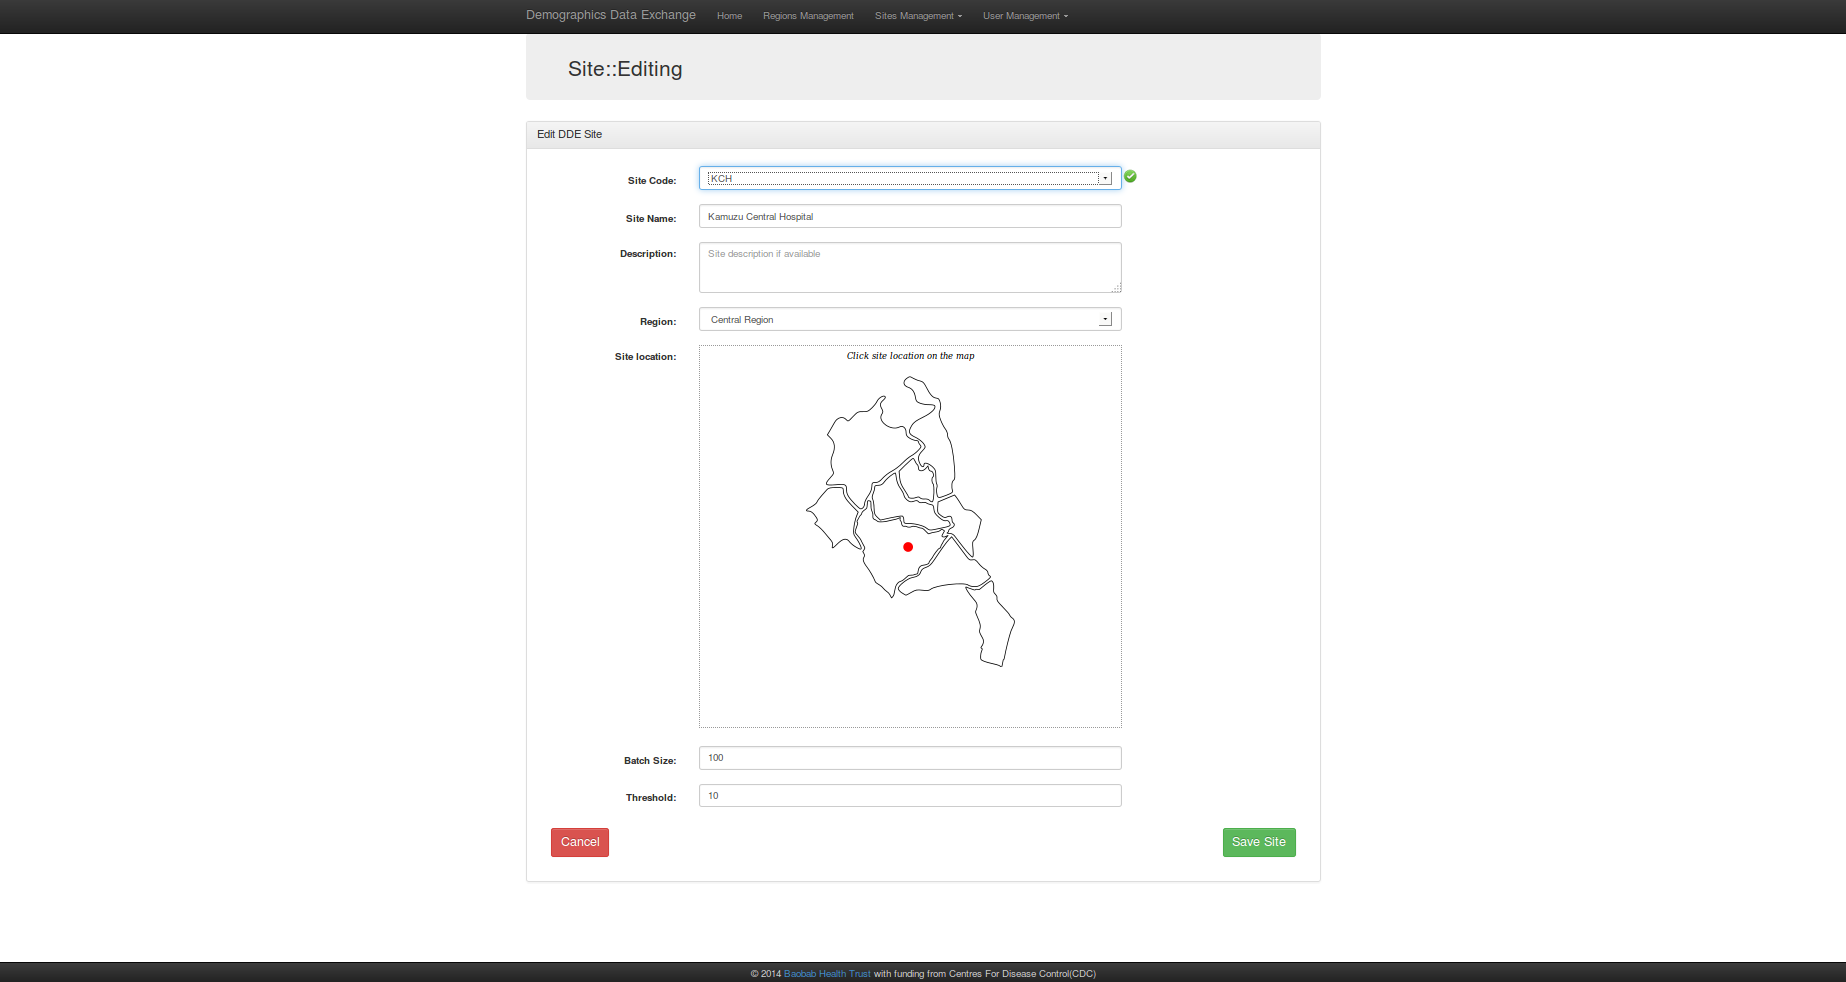 Demographics Data Exchange Home Regions Management Sites Management User Management
Site::Editing
Edit DDE Site
Site Code: KCH
Site Name: Kamuzu Central Hospital
Description: Site description if available
Region: Central Region
Site location: Click site location on the map
Batch Size: 100
Threshold: 10
Cancel Save Site
© 2014 Baobab Health Trust with funding from Centres For Disease Control(CDC)